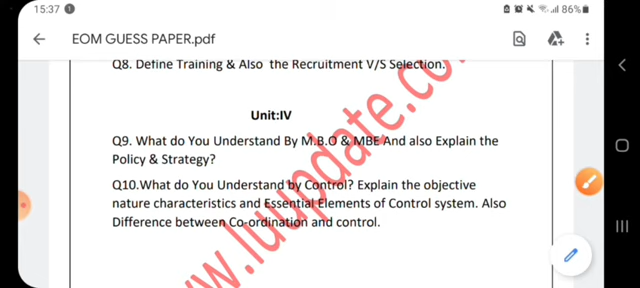 15:37
86%
EOM GUESS PAPER.pdf
Q8. Define Training & Also the Recruitment V/S Selection.
Unit:IV
Q9. What do You Understand By M.B.O & MBE And also Explain the
Policy & Strategy?
Q10.What do You Understand by Control? Explain the objective
nature characteristics and Essential Elements of Control system. Also
Difference between Co-ordination and control.
www.luupdate.com